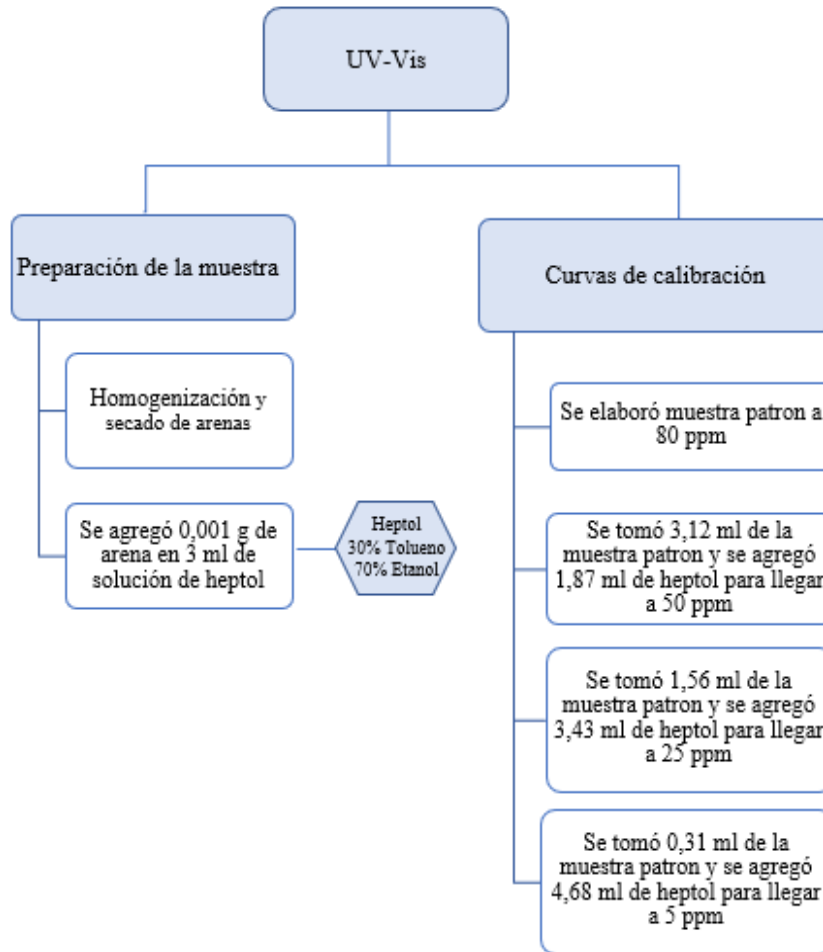 UV-Vis
Preparación de la muestra
Homogenización y
secado de arenas
Se agregó 0,001 g de
arena en 3 ml de
solución de heptol
Heptol
30% Tolueno
70% Etanol
Curvas de calibración
Se elaboró muestra patron a
80 ppm
Se tomó 3,12 ml de la
muestra patron y se agregó
1,87 ml de heptol para llegar
a 50 ppm
Se tomó 1,56 ml de la
muestra patron y se agregó
3,43 ml de heptol para llegar
a 25 ppm
Se tomó 0,31 ml de la
muestra patron y se agregó
4,68 ml de heptol para llegar
a 5 ppm